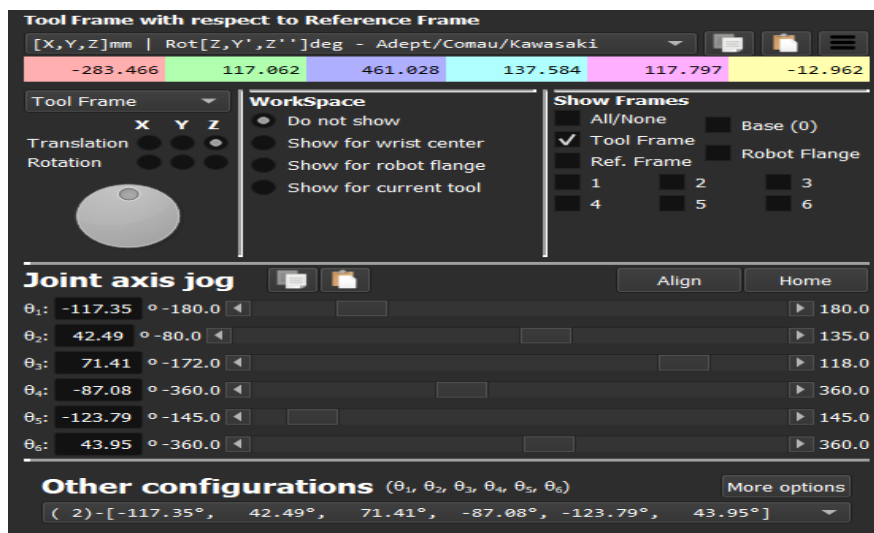 Tool Frame with respect to Reference Frame
[X,Y,Z]mm | Rot[Z,Y',Z'']deg - Adept/Comau/Kawasaki
-283.466 117.062 461.028 137.584 117.797 -12.962
Tool Frame
X Y Z
Translation
Rotation
WorkSpace
Do not show
Show for wrist center
Show for robot flange
Show for current tool
Show Frames
All/None
Base (0)
Tool Frame
Robot Flange
Ref. Frame
1 2 3
4 5 6
Joint axis jog
Align Home
θ₁: -117.35 º -180.0 180.0
θ₂: 42.49 º -80.0 135.0
θ₃: 71.41 º -172.0 118.0
θ₄: -87.08 º -360.0 360.0
θ₅: -123.79 º -145.0 145.0
θ₆: 43.95 º -360.0 360.0
Other configurations (θ₁, θ₂, θ₃, θ₄, θ₅, θ₆) More options
( 2)-[-117.35°, 42.49°, 71.41°, -87.08°, -123.79°, 43.95°]